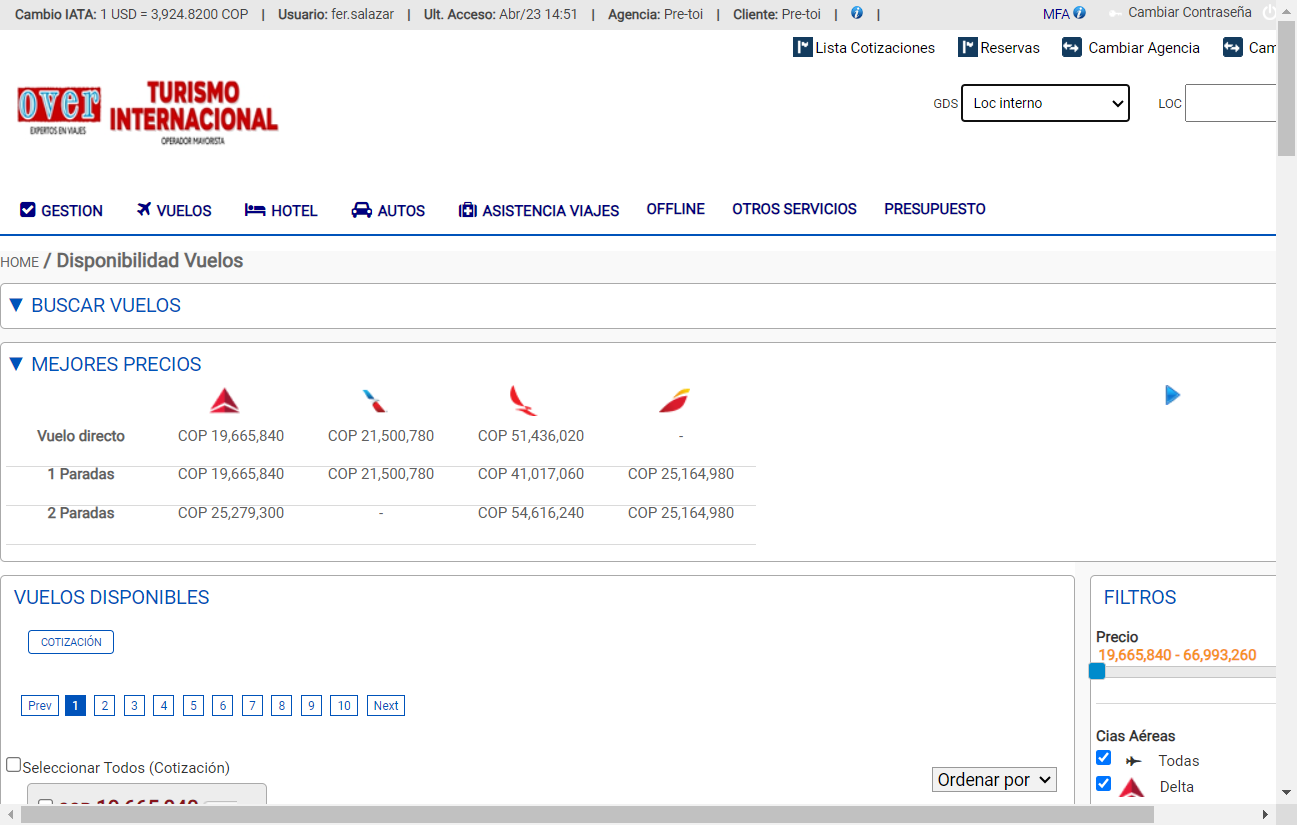 Cambio IATA: 1 USD = 3,924.8200 COP | Usuario: fer.salazar | Ult. Acceso: Abr/23 14:51 | Agencia: Pre-toi | Cliente: Pre-toi | i | MFA i Cambiar Contraseña
Lista Cotizaciones Reservas Cambiar Agencia Cam
over EXPERTOS EN VIAJES
TURISMO INTERNACIONAL
OPERADOR MAYORISTA
GDS Loc interno LOC
GESTION VUELOS HOTEL AUTOS ASISTENCIA VIAJES OFFLINE OTROS SERVICIOS PRESUPUESTO
HOME / Disponibilidad Vuelos
▼ BUSCAR VUELOS
▼ MEJORES PRECIOS
Vuelo directo COP 19,665,840 COP 21,500,780 COP 51,436,020 -
1 Paradas COP 19,665,840 COP 21,500,780 COP 41,017,060 COP 25,164,980
2 Paradas COP 25,279,300 - COP 54,616,240 COP 25,164,980
VUELOS DISPONIBLES
COTIZACIÓN
Prev 1 2 3 4 5 6 7 8 9 10 Next
Seleccionar Todos (Cotización)
Ordenar por
COP 19,665,840
FILTROS
Precio
19,665,840 - 66,993,260
Cias Aéreas
Todas
Delta